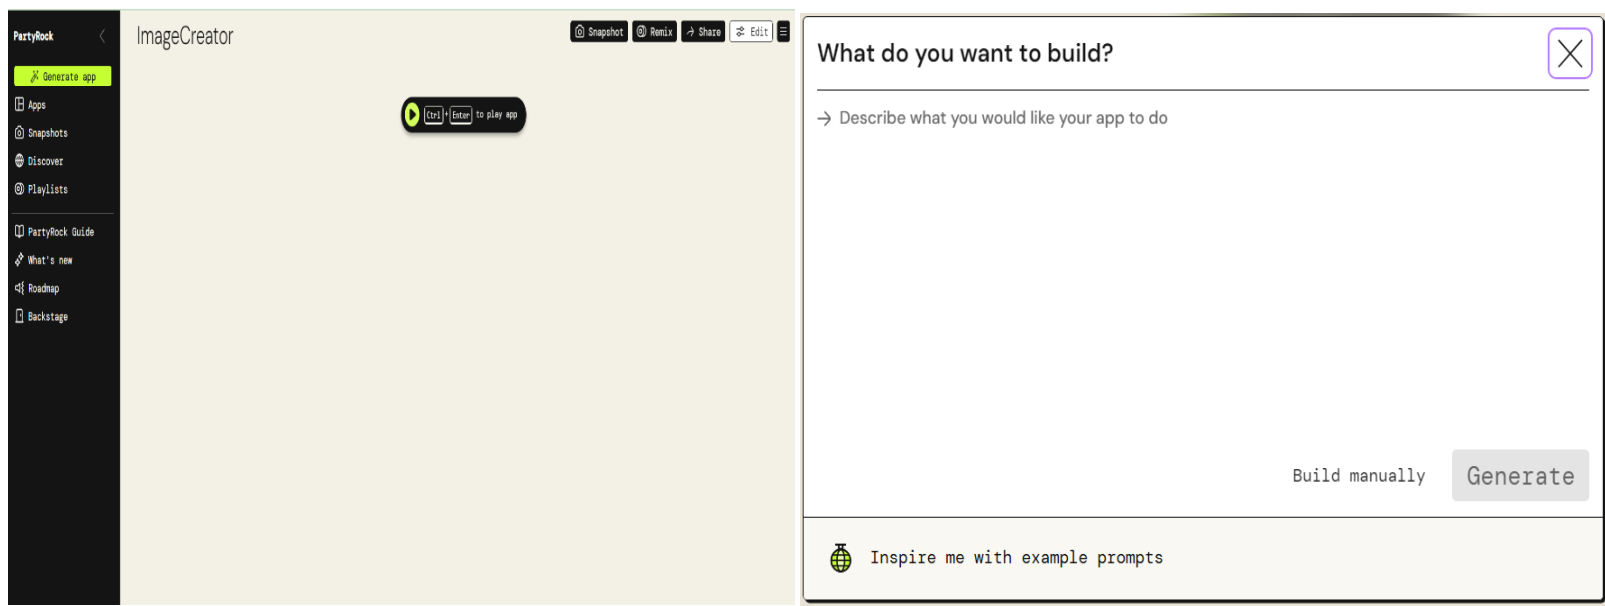 PartyRock
Generate app
Apps
Snapshots
Discover
Playlists
PartyRock Guide
What's new
Roadmap
Backstage
ImageCreator
Snapshot Remix Share Edit
Ctrl + Enter to play app
What do you want to build?
Describe what you would like your app to do
Build manually Generate
Inspire me with example prompts